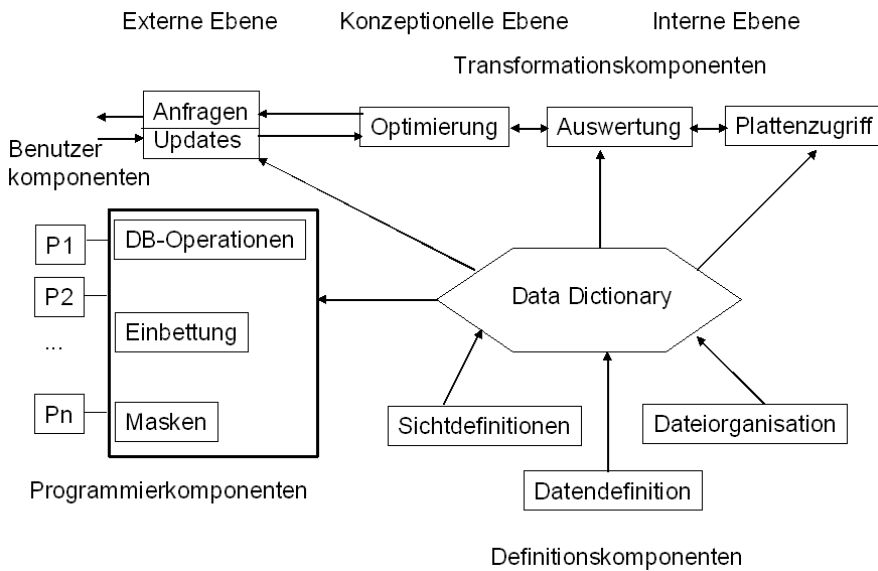 Externe Ebene Konzeptionelle Ebene Interne Ebene
Transformationskomponenten
Anfragen
Updates
Optimierung
Auswertung
Plattenzugriff
Benutzer
komponenten
P1
DB-Operationen
P2
Data Dictionary
Einbettung
...
Pn
Masken
Sichtdefinitionen
Dateiorganisation
Programmierkomponenten
Datendefinition
Definitionskomponenten